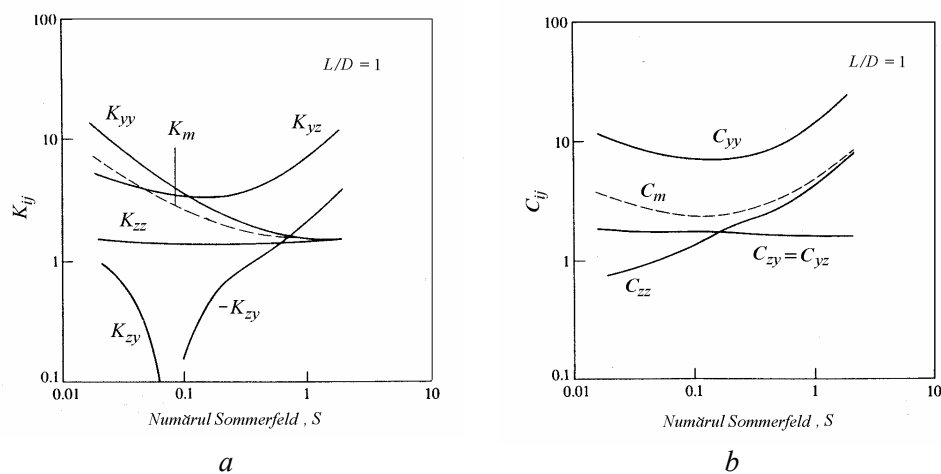 100
L/D = 1
K_yy
K_m
K_yz
10
K_ij
K_zz
1
-K_zy
K_zy
0.1
0.01 0.1 1 10
Numărul Sommerfeld , S
a
100
L/D = 1
10
C_yy
C_ij
C_m
1
C_zy = C_yz
C_zz
0.1
0.01 0.1 1 10
Numărul Sommerfeld , S
b